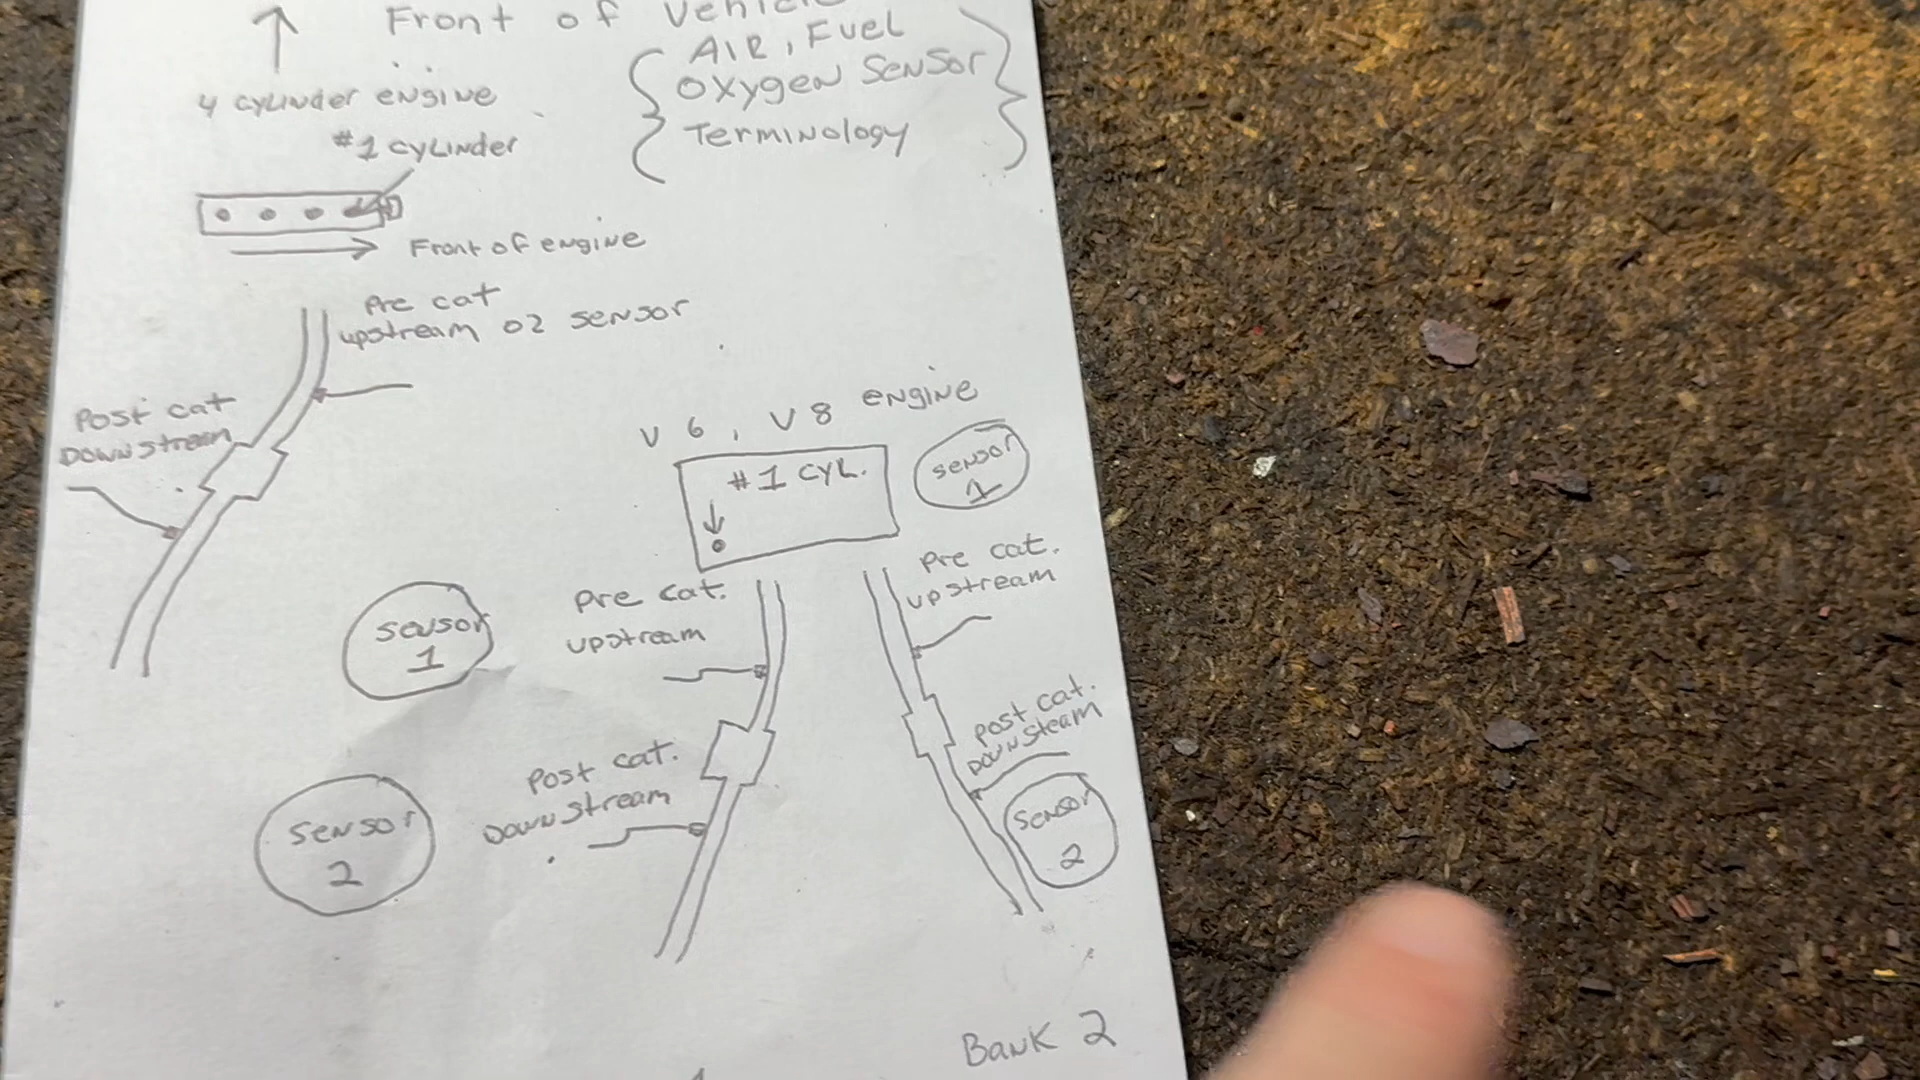 Front of Vehicle
AIR, Fuel
oxygen sensor
Terminology
4 cylinder engine
#1 cylinder
Front of engine
Pre cat
upstream o2 sensor
Post cat
Downstream
V6, V8 engine
#1 cyl.
sensor
1
Pre cat.
upstream
sensor
1
Pre cat.
upstream
Post cat.
Downstream
sensor
2
post cat.
Downsteam
sensor
2
Bank 2